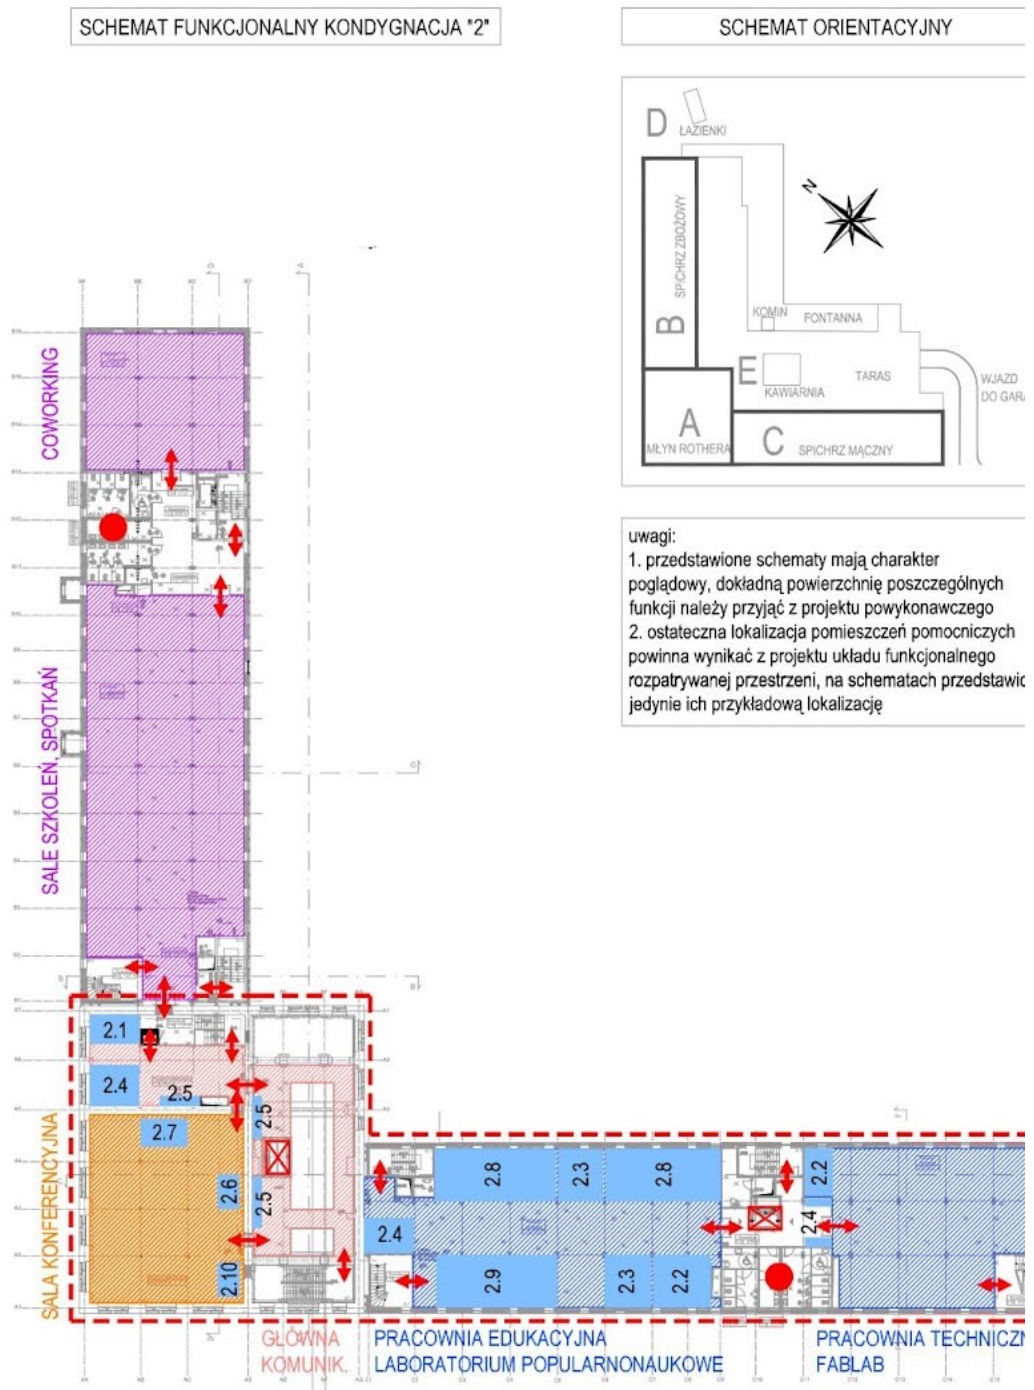 SCHEMAT FUNKCJONALNY KONDYGNACJA "2"
SCHEMAT ORIENTACYJNY
D
ŁAZIENKI
N
SPICHRZ ZBOŻOWY
B
KOMIN
FONTANNA
E
KAWIARNIA
TARAS
WJAZD
DO GARA
A
MŁYN ROTHERA
C
SPICHRZ MĄCZNY
uwagi:
1. przedstawione schematy mają charakter
poglądowy, dokładną powierzchnię poszczególnych
funkcji należy przyjąć z projektu powykonawczego
2. ostateczna lokalizacja pomieszczeń pomocniczych
powinna wynikać z projektu układu funkcjonalnego
rozpatrywanej przestrzeni, na schematach przedstawio
jedynie ich przykładową lokalizację
COWORKING
SALE SZKOLEŃ, SPOTKAŃ
SALA KONFERENCYJNA
2.1
2.4
2.5
2.7
2.6
2.10
2.5
2.5
2.8
2.3
2.8
2.2
2.4
2.4
2.9
2.3
2.2
GŁÓWNA
KOMUNIK.
PRACOWNIA EDUKACYJNA
LABORATORIUM POPULARNONAUKOWE
PRACOWNIA TECHNICZN
FABLAB